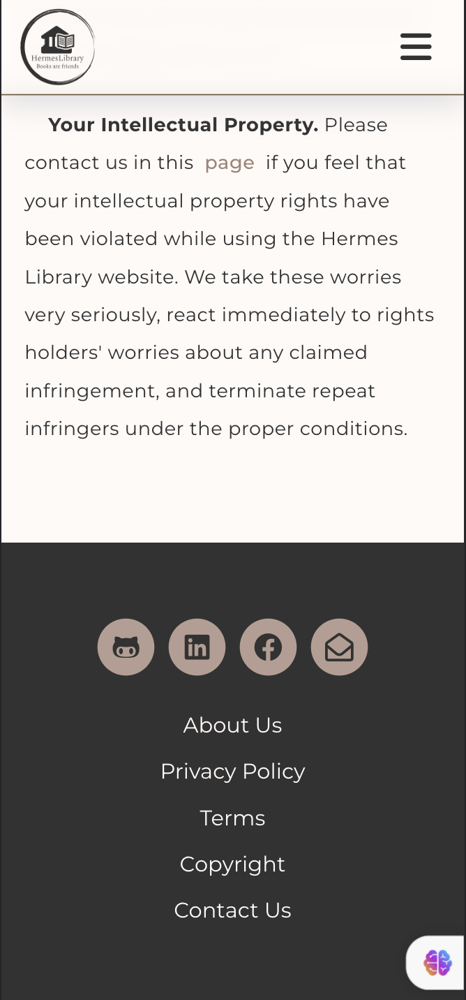 HermesLibrary
Books are friends
Your Intellectual Property. Please
contact us in this page if you feel that
your intellectual property rights have
been violated while using the Hermes
Library website. We take these worries
very seriously, react immediately to rights
holders' worries about any claimed
infringement, and terminate repeat
infringers under the proper conditions.
About Us
Privacy Policy
Terms
Copyright
Contact Us